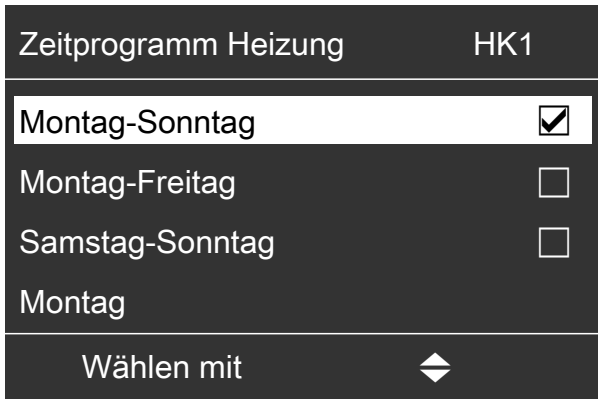 Zeitprogramm Heizung HK1
Montag-Sonntag
Montag-Freitag
Samstag-Sonntag
Montag
Wählen mit